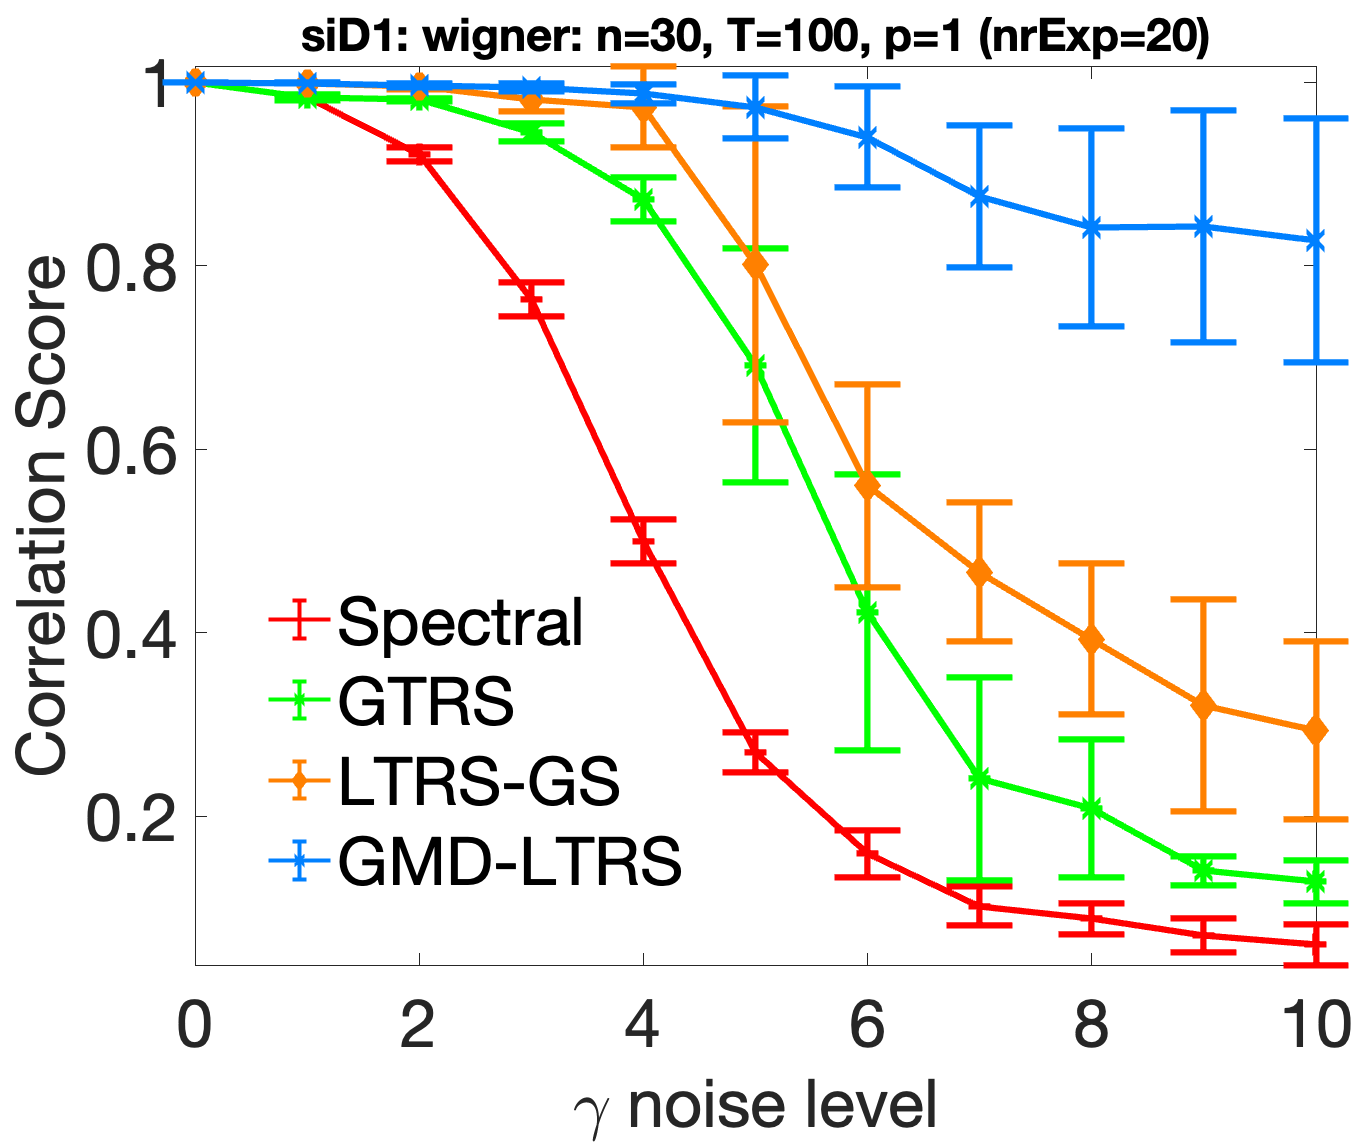 siD1: wigner: n=30, T=100, p=1 (nrExp=20)
Correlation Score
1
0.8
0.6
0.4
0.2
Spectral
GTRS
LTRS-GS
GMD-LTRS
0 2 4 6 8 10
γ noise level